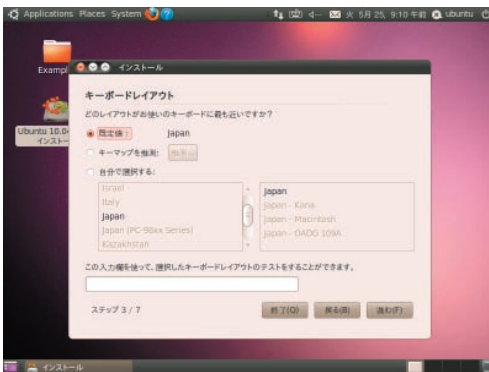 Applications Places System
火 5月 25, 9:10 午前 ubuntu
Exampl
Ubuntu 10.0
インスト
インストール
キーボードレイアウト
どのレイアウトがお使いのキーボードに最も近いですか?
既定値: Japan
キーマップを推測:
自分で選択する:
Israel
Italy
Japan
Japan (PC-98xx Series)
Kazakhstan
Japan
Japan - Kana
Japan - Macintosh
Japan - OADG 109A
この入力欄を使って、選択したキーボードレイアウトのテストをすることができます。
ステップ 3 / 7
終了(Q) 戻る(B) 進む(F)
インストール